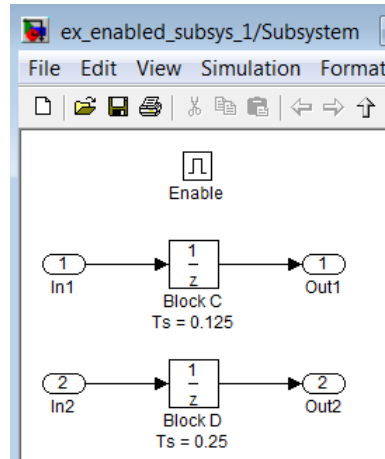 ex_enabled_subsys_1/Subsystem
File Edit View Simulation Format
Enable
1
1
z
1
In1
Block C
Out1
Ts = 0.125
2
1
z
2
In2
Block D
Out2
Ts = 0.25